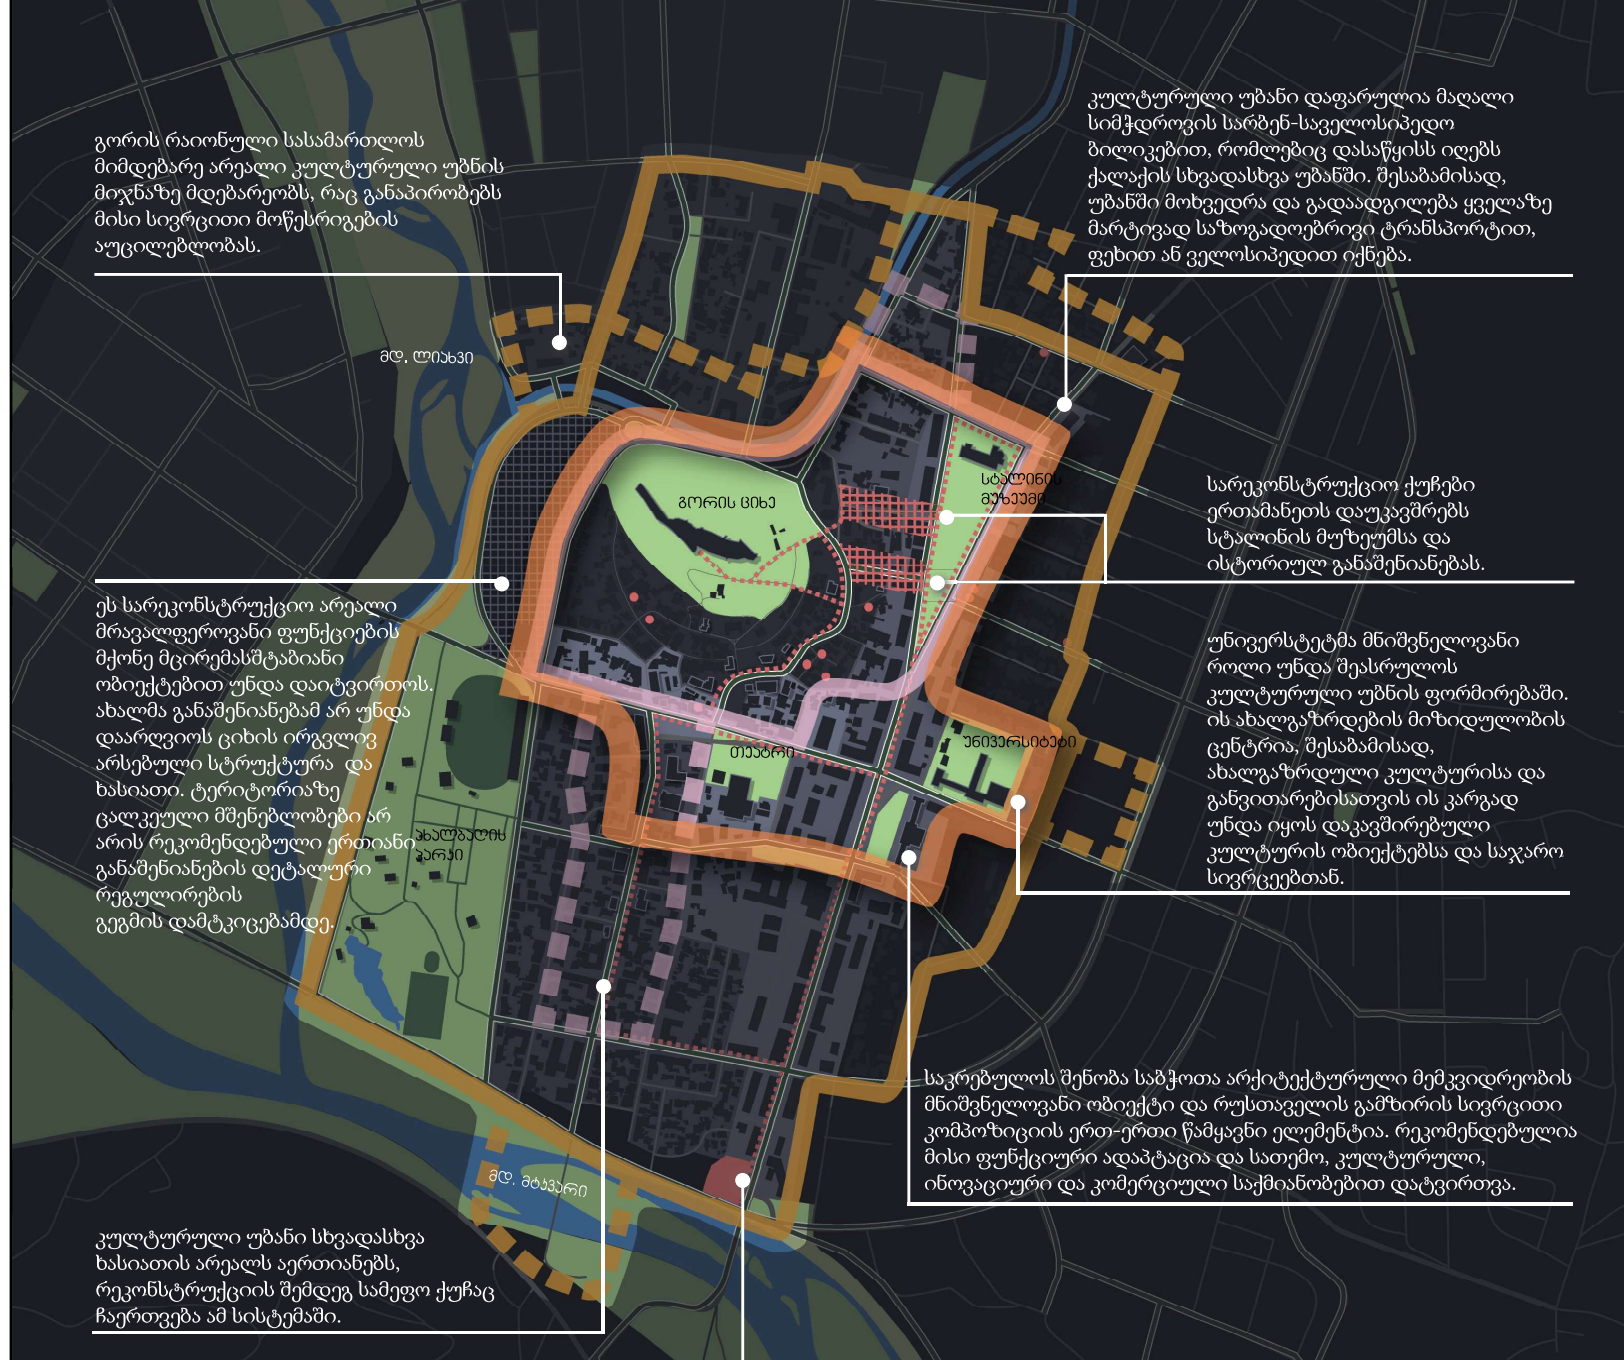 გორის რაიონული სასამართლოს
მიმდებარე არეალი კულტურული უბნის
მიჯნაზე მდებარეობს, რაც განაპირობებს
მისი სივრცითი მოწესრიგების
აუცილებლობას.
კულტურული უბანი დაფარულია მაღალი
სიმჭდროვის სარბენ-საველოსიპედო
ბილიკებით, რომლებიც დასაწყისს იღებს
ქალაქის სხვადასხვა უბანში. შესაბამისად,
უბანში მოხვედრა და გადაადგილება ყველაზე
მარტივად საზოგადოებრივი ტრანსპორტით,
ფეხით ან ველოსიპედით იქნება.
მდ. ლიახვი
სტალინის
მუზეუმი
გორის ციხე
სარეკონსტრუქციო ქუჩები
ერთამანეთს დაუკავშრებს
სტალინის მუზეუმსა და
ისტორიულ განაშენიანებას.
ეს სარეკონსტრუქციო არეალი
მრავალფეროვანი ფუნქციების
მქონე მცირემასშტაბიანი
ობიექტებით უნდა დაიტვირთოს.
ახალმა განაშენიანებამ არ უნდა
დაარღვიოს ციხის ირგვლივ
არსებული სტრუქტურა და
ხასიათი. ტერიტორიაზე
ცალკეული მშენებლობები არ
არის რეკომენდებული ერთიანი
განაშენიანების დეტალური
რეგულირების
გეგმის დამტკიცებამდე.
უნივერსტეტმა მნიშვნელოვანი
როლი უნდა შეასრულოს
კულტურული უბნის ფორმირებაში.
ის ახალგაზრდების მიზიდულობის
ცენტრია, შესაბამისად,
ახალგაზრდული კულტურისა და
განვითარებისათვის ის კარგად
უნდა იყოს დაკავშირებული
კულტურის ობიექტებსა და საჯარო
სივრცეებთან.
თეატრი
უნივერსიტეტი
ახალბაღის
პარკი
საკრებულოს შენობა საბჭოთა არქიტექტურული მემკვიდრეობის
მნიშვნელოვანი ობიექტი და რუსთაველის გამზირის სივრცითი
კომპოზიციის ერთ-ერთი წამყვანი ელემენტია. რეკომენდებულია
მისი ფუნქციური ადაპტაცია და სათემო, კულტურული,
ინოვაციური და კომერციული საქმიანობებით დატვირთვა.
მდ. მტკვარი
კულტურული უბანი სხვადასხვა
ხასიათის არეალს აერთიანებს,
რეკონსტრუქციის შემდეგ სამეფო ქუჩაც
ჩაერთვება ამ სისტემაში.